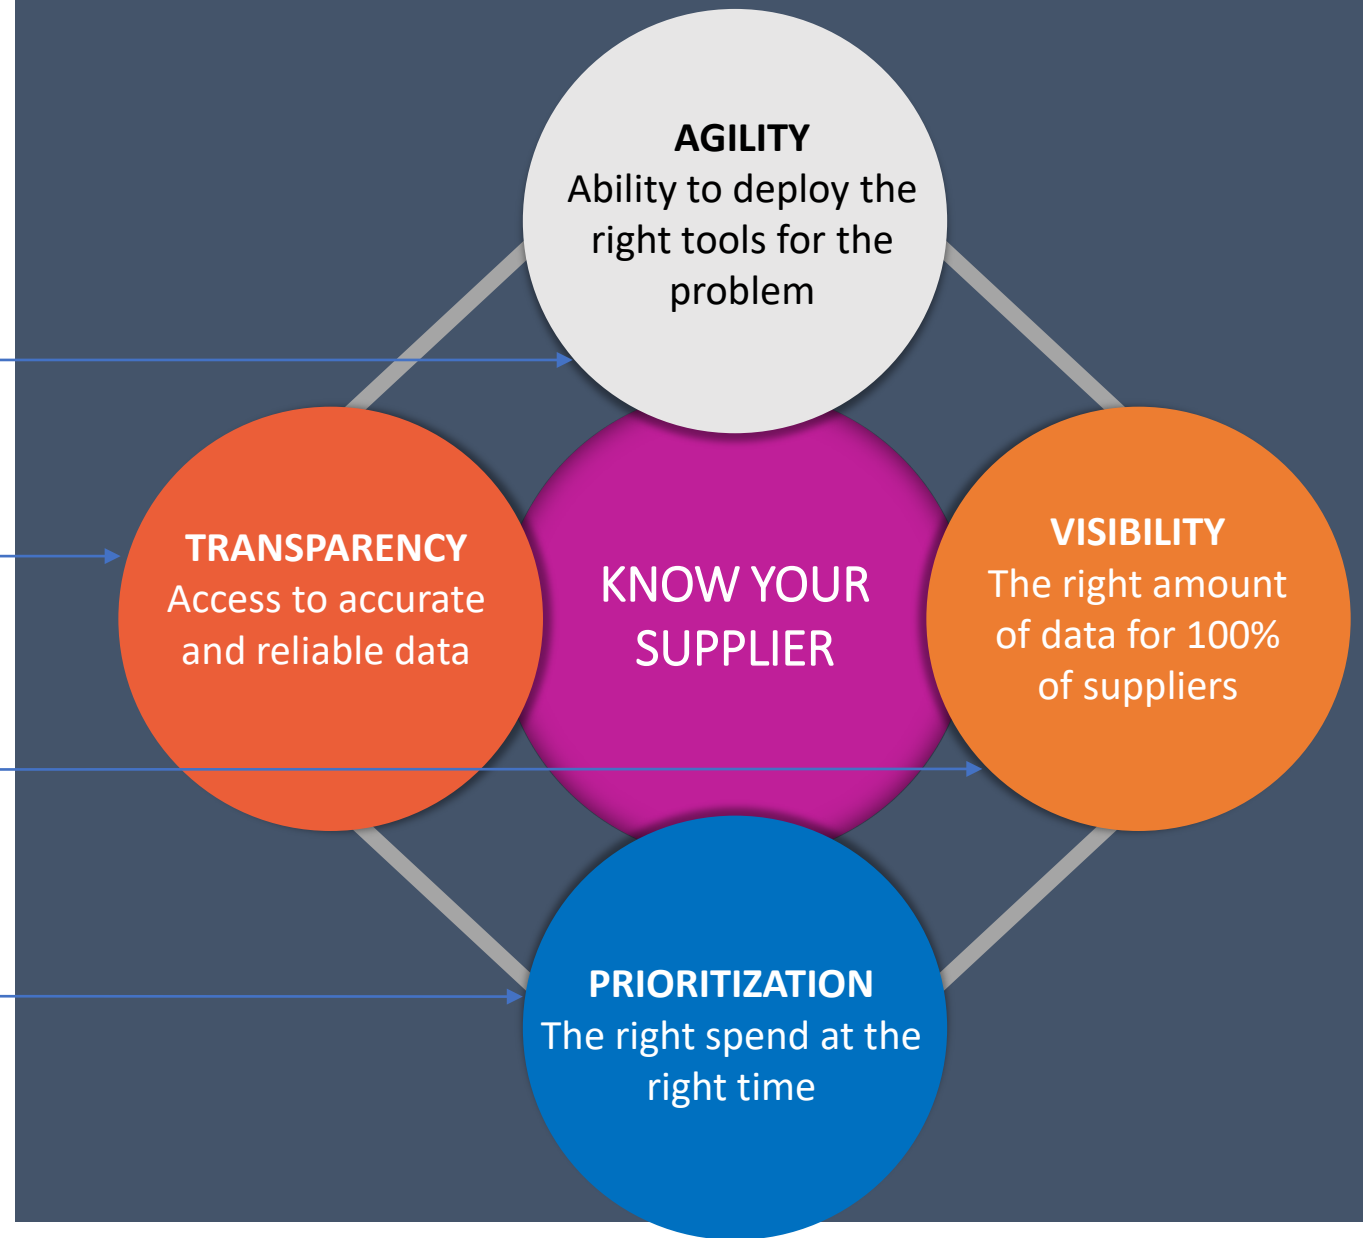 AGILITY
Ability to deploy the
right tools for the
problem
TRANSPARENCY
Access to accurate
and reliable data
KNOW YOUR
SUPPLIER
VISIBILITY
The right amount
of data for 100%
of suppliers
PRIORITIZATION
The right spend at the
right time